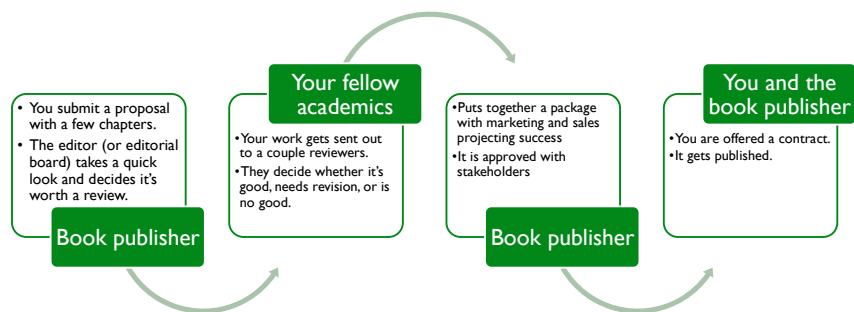 • You submit a proposal
with a few chapters.
• The editor (or editorial
board) takes a quick
look and decides it's
worth a review.
Book publisher
Your fellow
academics
•Your work gets sent out
to a couple reviewers.
•They decide whether it's
good, needs revision, or is
no good.
•Puts together a package
with marketing and sales
projecting success
•It is approved with
stakeholders
Book publisher
You and the
book publisher
•You are offered a contract.
•It gets published.